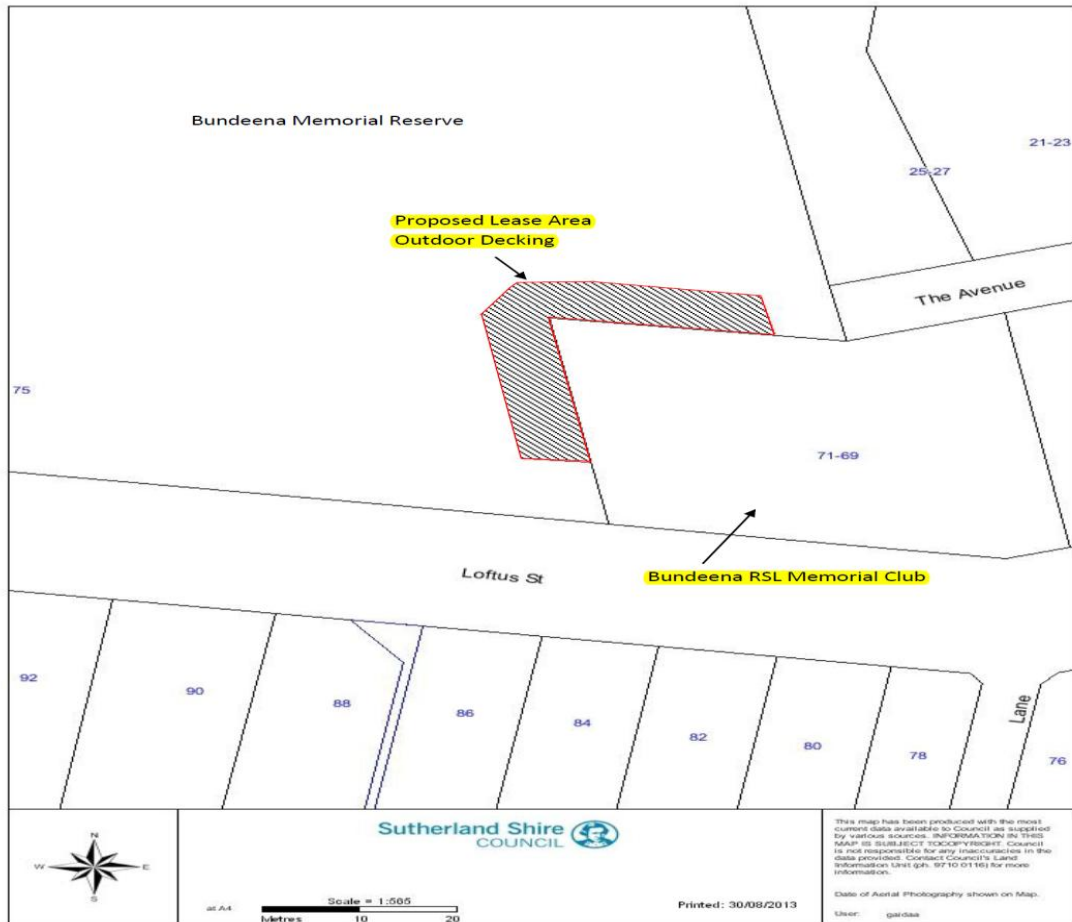 Bundeena Memorial Reserve
21-23
25-27
Proposed Lease Area
Outdoor Decking
The Avenue
75
71-69
Loftus St
Bundeena RSL Memorial Club
92
90
88
86
84
82
80
78
Lane
76
N
W
E
S
Sutherland Shire
COUNCIL
at A4
Scale = 1:565
Metres
10
20
Printed: 30/08/2013
This map has been produced with the most
current data available to Council as supplied
by various sources. INFORMATION IN THIS
MAP IS SUBJECT TOCOPYRIGHT. Council
is not responsible for any inaccuracies in the
data provided. Contact Council's Land
Information Unit (ph. 9710 0116) for more
information.
Date of Aerial Photography shown on Map.
User: gaidaa